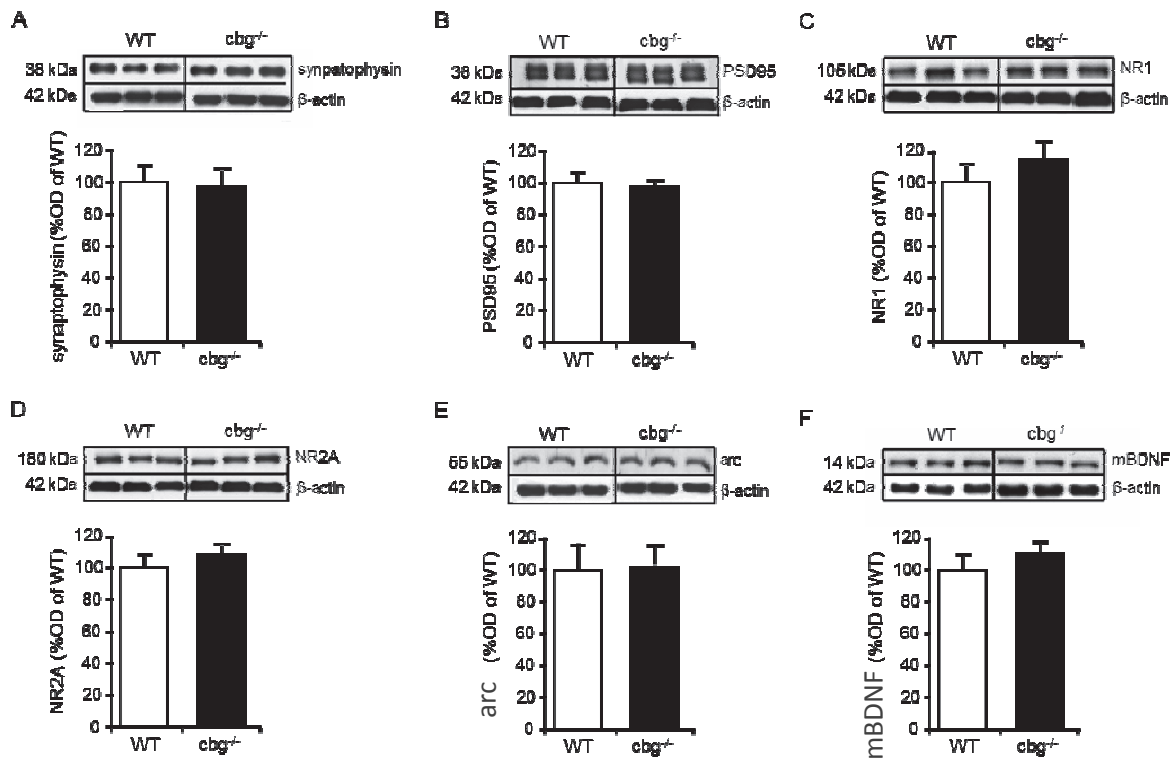 A
WT cbg-/-
38 kDa synpatophysin
42 kDa β-actin
synaptophysin (%OD of WT)
120
100
80
60
40
20
0
WT cbg-/-
B
WT cbg-/-
38 kDa PSD95
42 kDa β-actin
PSD95 (%OD of WT)
120
100
80
60
40
20
0
WT cbg-/-
C
WT cbg-/-
105 kDa NR1
42 kDa β-actin
NR1 (%OD of WT)
120
100
80
60
40
20
0
WT cbg-/-
D
WT cbg-/-
180 kDa NR2A
42 kDa β-actin
NR2A (%OD of WT)
120
100
80
60
40
20
0
WT cbg-/-
E
WT cbg-/-
55 kDa arc
42 kDa β-actin
arc (%OD of WT)
120
100
80
60
40
20
0
WT cbg-/-
F
WT cbg-/-
14 kDa mBDNF
42 kDa β-actin
mBDNF (%OD of WT)
120
100
80
60
40
20
0
WT cbg-/-